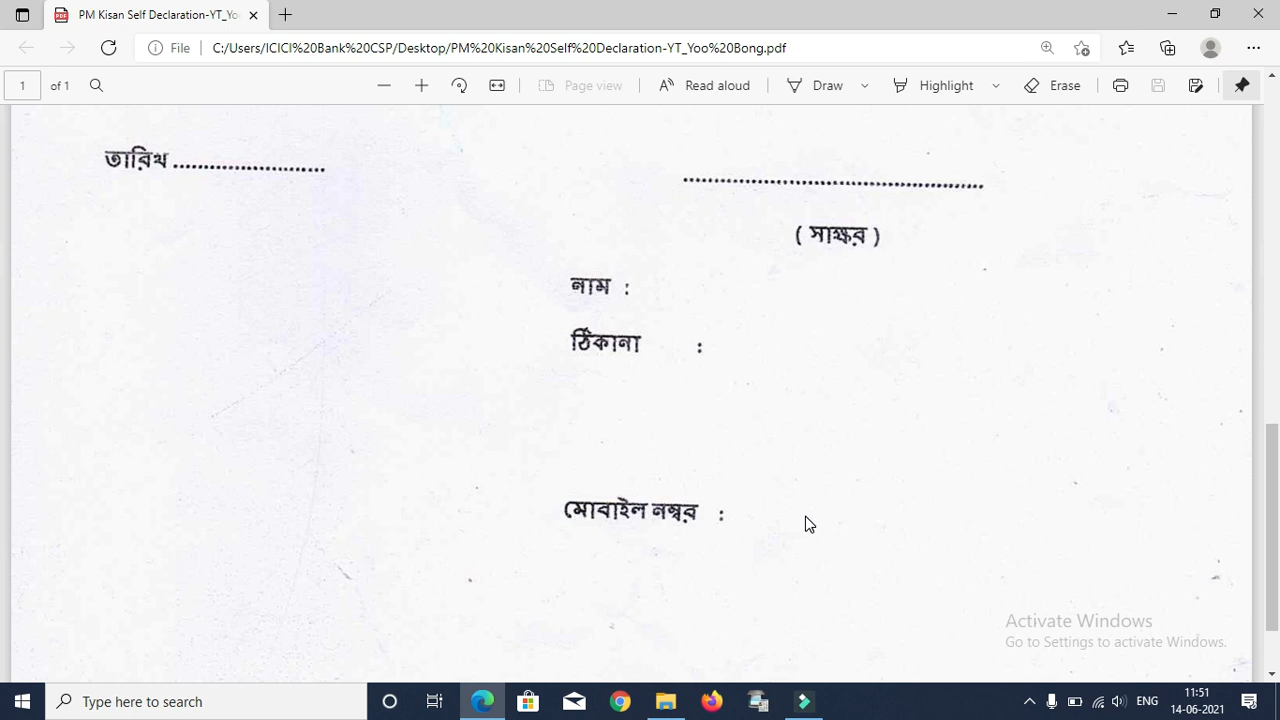 PM Kisan Self Declaration-YT_Yo
File C:/Users/ICICI%20Bank%20CSP/Desktop/PM%20Kisan%20Self%20Declaration-YT_Yoo%20Bong.pdf
1 of 1 Page view Read aloud Draw Highlight Erase
তারিখ .........................
..................................................
( সাক্ষর )
নাম :
ঠিকানা :
মোবাইল নম্বর :
Activate Windows
Go to Settings to activate Windows.
Type here to search ENG 11:51
14-06-2021